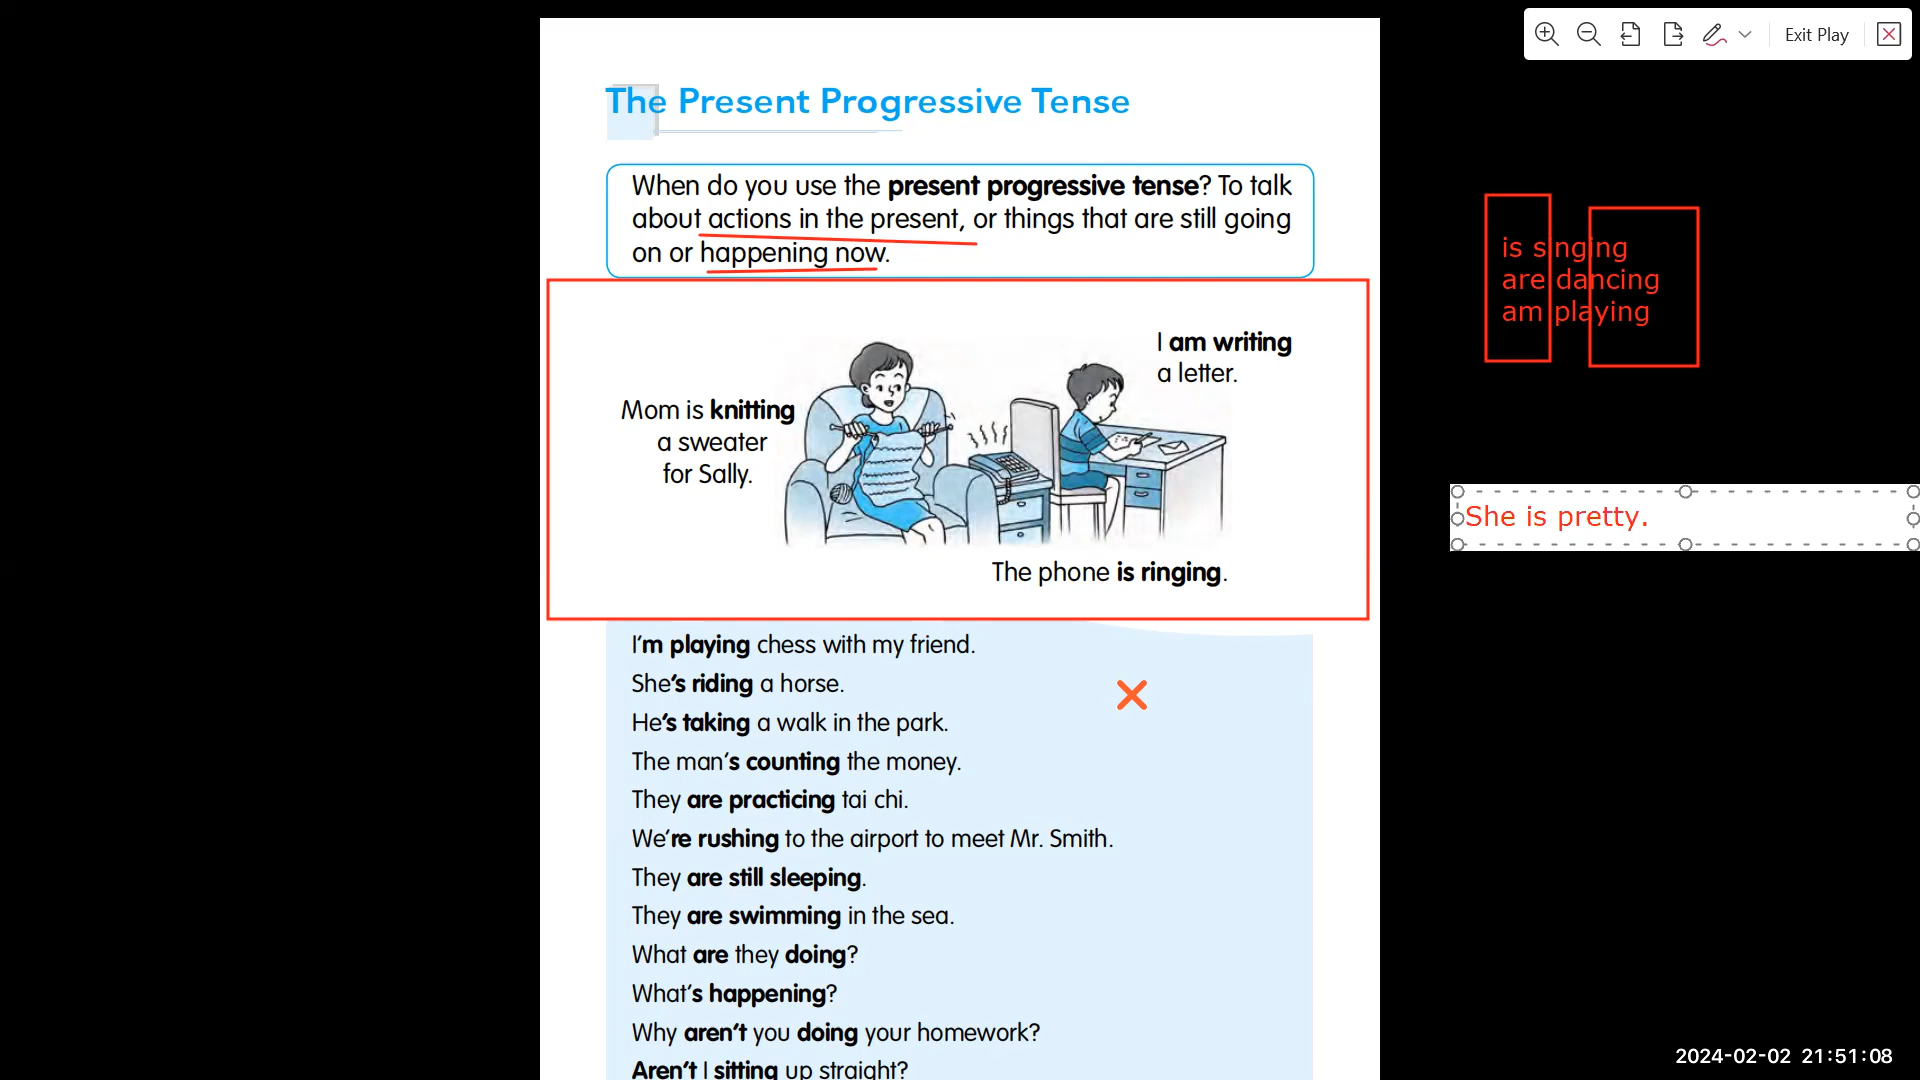 Exit Play
The Present Progressive Tense
When do you use the present progressive tense? To talk
about actions in the present, or things that are still going
on or happening now.
is singing
are dancing
am playing
I am writing
a letter.
Mom is knitting
a sweater
for Sally.
She is pretty.
The phone is ringing.
I'm playing chess with my friend.
She's riding a horse.
He's taking a walk in the park.
The man's counting the money.
They are practicing tai chi.
We're rushing to the airport to meet Mr. Smith.
They are still sleeping.
They are swimming in the sea.
What are they doing?
What's happening?
Why aren't you doing your homework?
Aren't I sitting up straight?
2024-02-02 21:51:08